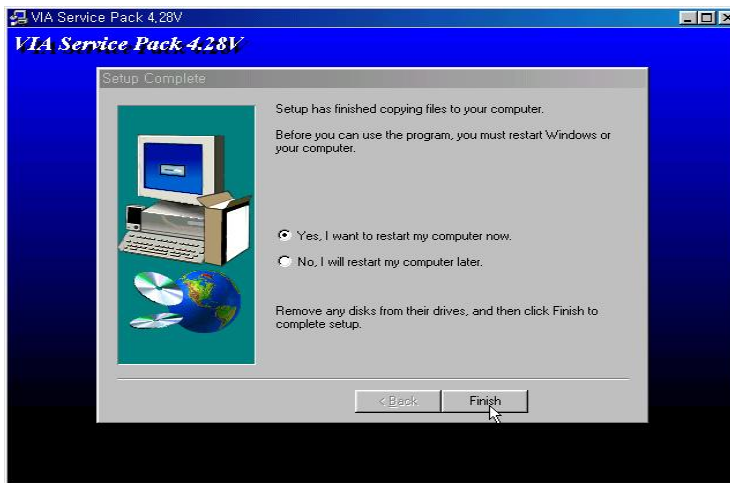 VIA Service Pack 4,28V
VIA Service Pack 4.28V
Setup Complete
Setup has finished copying files to your computer.
Before you can use the program, you must restart Windows or
your computer.
Yes, I want to restart my computer now.
No, I will restart my computer later.
Remove any disks from their drives, and then click Finish to
complete setup.
< Back
Finish